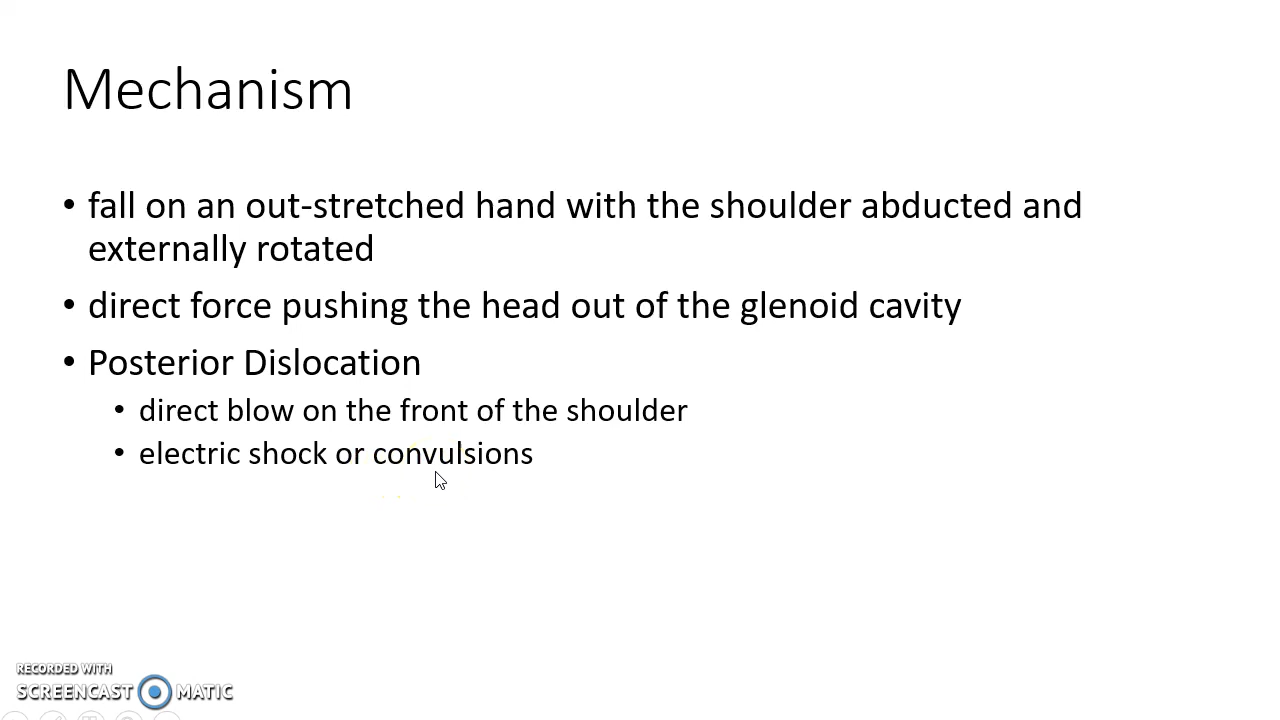 Mechanism
• fall on an out-stretched hand with the shoulder abducted and
externally rotated
• direct force pushing the head out of the glenoid cavity
• Posterior Dislocation
• direct blow on the front of the shoulder
• electric shock or convulsions
RECORDED WITH
SCREENCAST MATIC